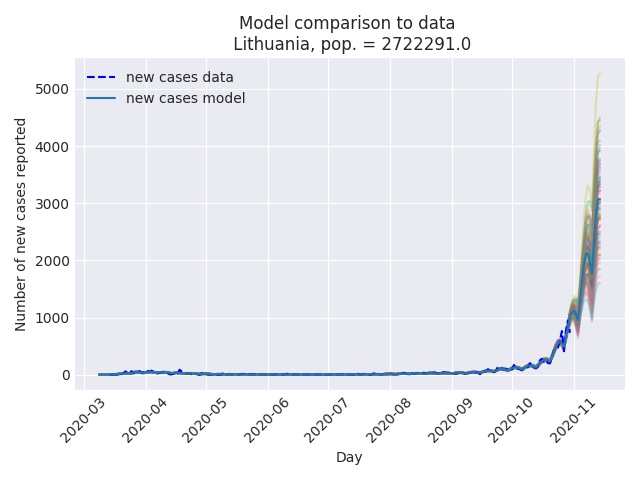 Model comparison to data
Lithuania, pop. = 2722291.0
new cases data
new cases model
Number of new cases reported
5000
4000
3000
2000
1000
0
2020-03
2020-04
2020-05
2020-06
2020-07
2020-08
2020-09
2020-10
2020-11
Day